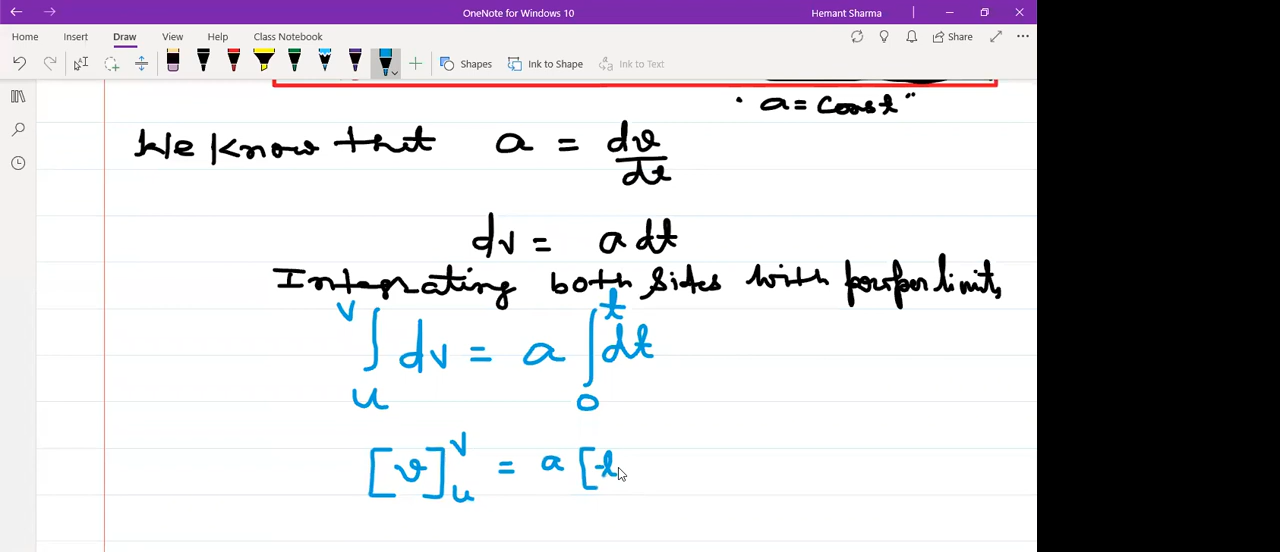 OneNote for Windows 10
Hemant Sharma
Home Insert Draw View Help Class Notebook
Share
Shapes Ink to Shape Ink to Text
a = const"
We know that a = dv/dt
dv = a dt
Integrating both sides with porper limits
∫ᵤᵛ dv = a ∫₀ᵗ dt
[v]ᵤᵛ = a [t